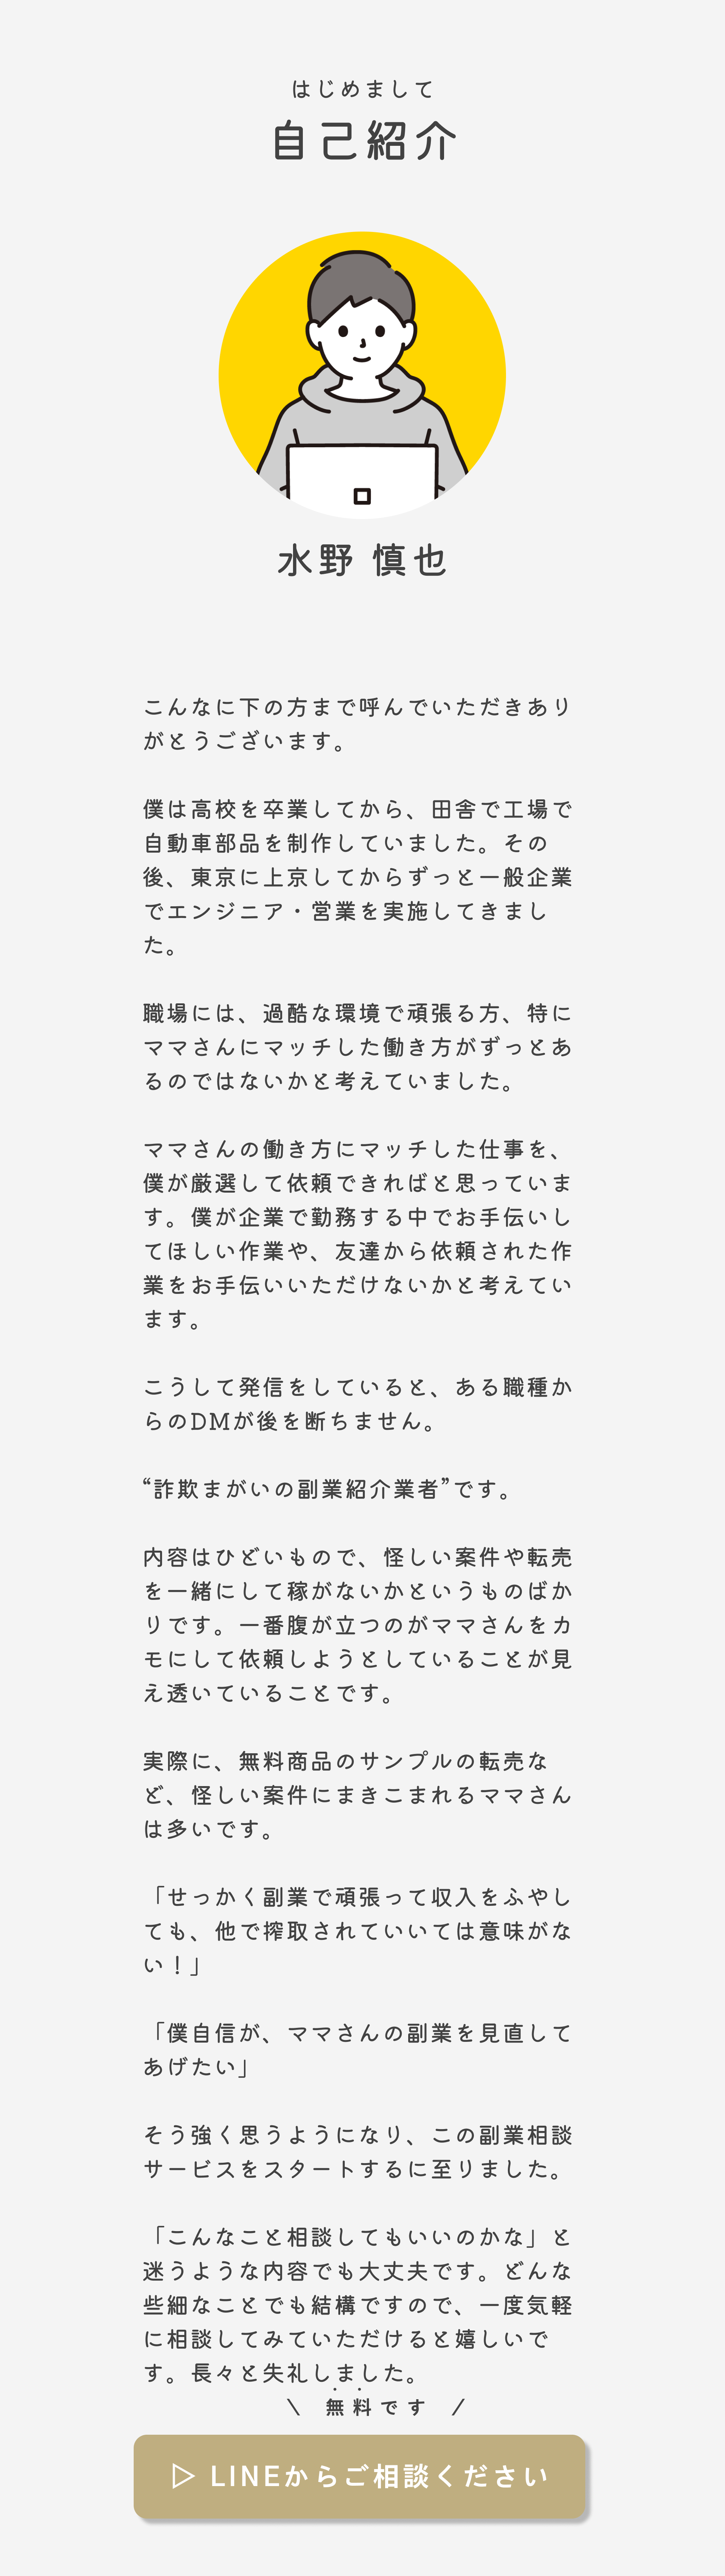 はじめまして
自己紹介
水野 慎也
こんなに下の方まで呼んでいただきあり
がとうございます。
僕は高校を卒業してから、田舎で工場で
自動車部品を制作していました。その
後、東京に上京してからずっと一般企業
でエンジニア・営業を実施してきまし
た。
職場には、過酷な環境で頑張る方、特に
ママさんにマッチした働き方がずっとあ
るのではないかと考えていました。
ママさんの働き方にマッチした仕事を、
僕が厳選して依頼できればと思っていま
す。僕が企業で勤務する中でお手伝いし
てほしい作業や、友達から依頼された作
業をお手伝いいただけないかと考えてい
ます。
こうして発信をしていると、ある職種か
らのDMが後を断ちません。
“詐欺まがいの副業紹介業者”です。
内容はひどいもので、怪しい案件や転売
を一緒にして稼がないかというものばか
りです。一番腹が立つのがママさんをカ
モにして依頼しようとしていることが見
え透いていることです。
実際に、無料商品のサンプルの転売な
ど、怪しい案件にまきこまれるママさん
は多いです。
「せっかく副業で頑張って収入をふやし
ても、他で搾取されていいては意味がな
い！」
「僕自信が、ママさんの副業を見直して
あげたい」
そう強く思うようになり、この副業相談
サービスをスタートするに至りました。
「こんなこと相談してもいいのかな」と
迷うような内容でも大丈夫です。どんな
些細なことでも結構ですので、一度気軽
に相談してみていただけると嬉しいで
す。長々と失礼しました。
\ 無料です /
▷ LINEからご相談ください